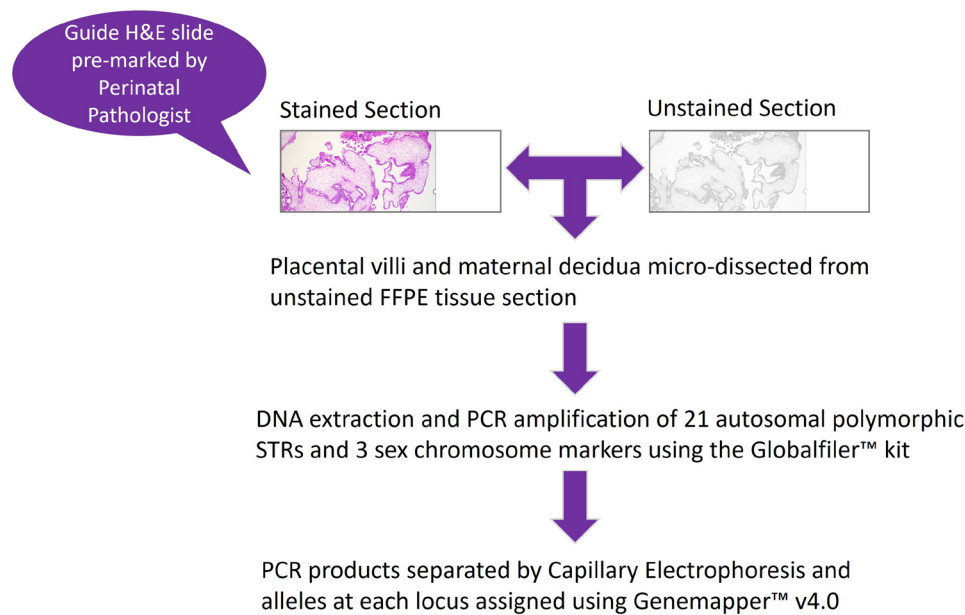 Guide H&E slide
pre-marked by
Perinatal
Pathologist
Stained Section
Unstained Section
Placental villi and maternal decidua micro-dissected from
unstained FFPE tissue section
DNA extraction and PCR amplification of 21 autosomal polymorphic
STRs and 3 sex chromosome markers using the Globalfiler™ kit
PCR products separated by Capillary Electrophoresis and
alleles at each locus assigned using Genemapper™ v4.0